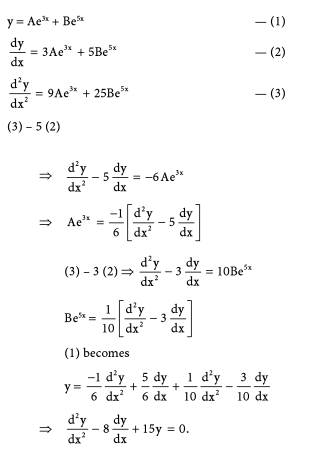 y = Ae³ˣ + Be⁵ˣ — (1)
dy/dx = 3Ae³ˣ + 5Be⁵ˣ — (2)
d²y/dx² = 9Ae³ˣ + 25Be⁵ˣ — (3)
(3) – 5 (2)
⇒ d²y/dx² – 5 dy/dx = –6Ae³ˣ
⇒ Ae³ˣ = –1/6 [d²y/dx² – 5 dy/dx]
(3) – 3 (2) ⇒ d²y/dx² – 3 dy/dx = 10Be⁵ˣ
Be⁵ˣ = 1/10 [d²y/dx² – 3 dy/dx]
(1) becomes
y = –1/6 d²y/dx² + 5/6 dy/dx + 1/10 d²y/dx² – 3/10 dy/dx
⇒ d²y/dx² – 8 dy/dx + 15y = 0.